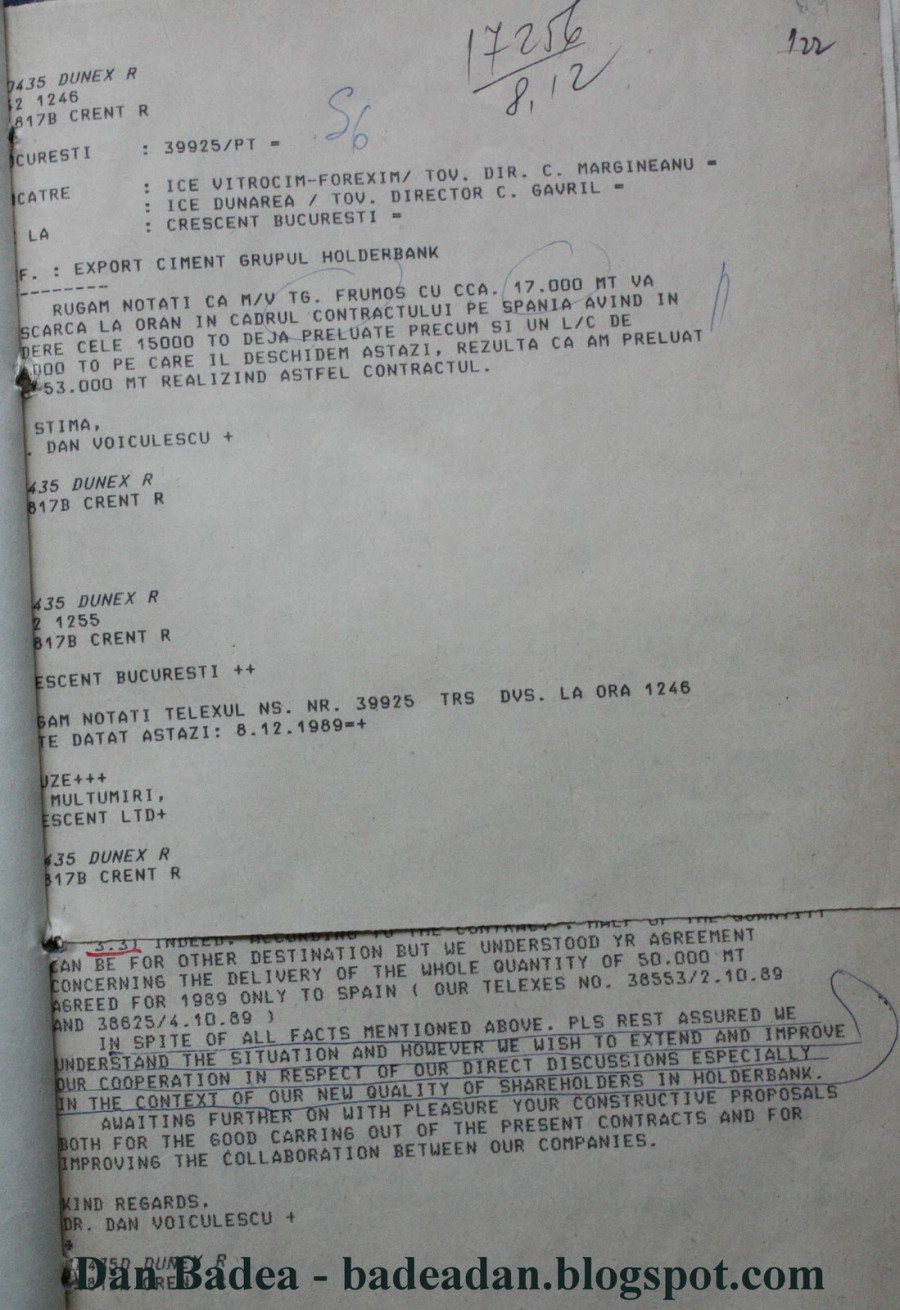 17256
8.12
122
S6
0435 DUNEX R
2 1246
817B CRENT R
CURESTI : 39925/PT =
CATRE : ICE VITROCIM-FOREXIM/ TOV. DIR. C. MARGINEANU =
: ICE DUNAREA / TOV. DIRECTOR C. GAVRIL =
LA : CRESCENT BUCURESTI =
F. : EXPORT CIMENT GRUPUL HOLDERBANK
--------
RUGAM NOTATI CA M/V TG. FRUMOS CU CCA. 17.000 MT VA
SCARCA LA ORAN IN CADRUL CONTRACTULUI PE SPANIA AVIND IN
DERE CELE 15000 TO DEJA PRELUATE PRECUM SI UN L/C DE
000 TO PE CARE IL DESCHIDEM ASTAZI, REZULTA CA AM PRELUAT
53.000 MT REALIZIND ASTFEL CONTRACTUL.
STIMA,
. DAN VOICULESCU +
435 DUNEX R
817B CRENT R
435 DUNEX R
2 1255
817B CRENT R
ESCENT BUCURESTI ++
GAM NOTATI TELEXUL NS. NR. 39925 TRS DVS. LA ORA 1246
TE DATAT ASTAZI: 8.12.1989=+
UZE+++
MULTUMIRI,
ESCENT LTD+
435 DUNEX R
817B CRENT R
3.3) INDEED. ACCORDING TO THE CONTRACT , HALF OF THE QUANTITY
CAN BE FOR OTHER DESTINATION BUT WE UNDERSTOOD YR AGREEMENT
CONCERNING THE DELIVERY OF THE WHOLE QUANTITY OF 50.000 MT
AGREED FOR 1989 ONLY TO SPAIN ( OUR TELEXES NO. 38553/2.10.89
AND 38625/4.10.89 )
IN SPITE OF ALL FACTS MENTIONED ABOVE. PLS REST ASSURED WE
UNDERSTAND THE SITUATION AND HOWEVER WE WISH TO EXTEND AND IMPROVE
OUR COOPERATION IN RESPECT OF OUR DIRECT DISCUSSIONS ESPECIALLY
IN THE CONTEXT OF OUR NEW QUALITY OF SHAREHOLDERS IN HOLDERBANK.
AWAITING FURTHER ON WITH PLEASURE YOUR CONSTRUCTIVE PROPOSALS
BOTH FOR THE GOOD CARRING OUT OF THE PRESENT CONTRACTS AND FOR
IMPROVING THE COLLABORATION BETWEEN OUR COMPANIES.
KIND REGARDS.
DR. DAN VOICULESCU +
DUNEX R
Dan Badea - badeadan.blogspot.com